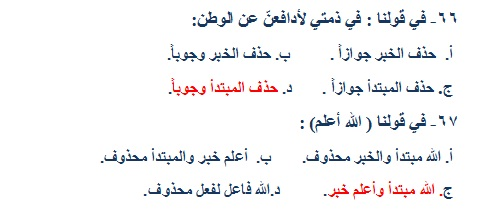 ٦٦- في قولنا : في ذمتي لأدافعنّ عن الوطن:
أ. حذف الخبر جوازاً . ب. حذف الخبر وجوباً.
ج. حذف المبتدأ جوازاً . د. حذف المبتدأ وجوباً.
٦٧- في قولنا ( الله أعلم) :
أ. الله مبتدأ والخبر محذوف. ب. أعلم خبر والمبتدأ محذوف.
ج. الله مبتدأ وأعلم خبر. د.الله فاعل لفعل محذوف.